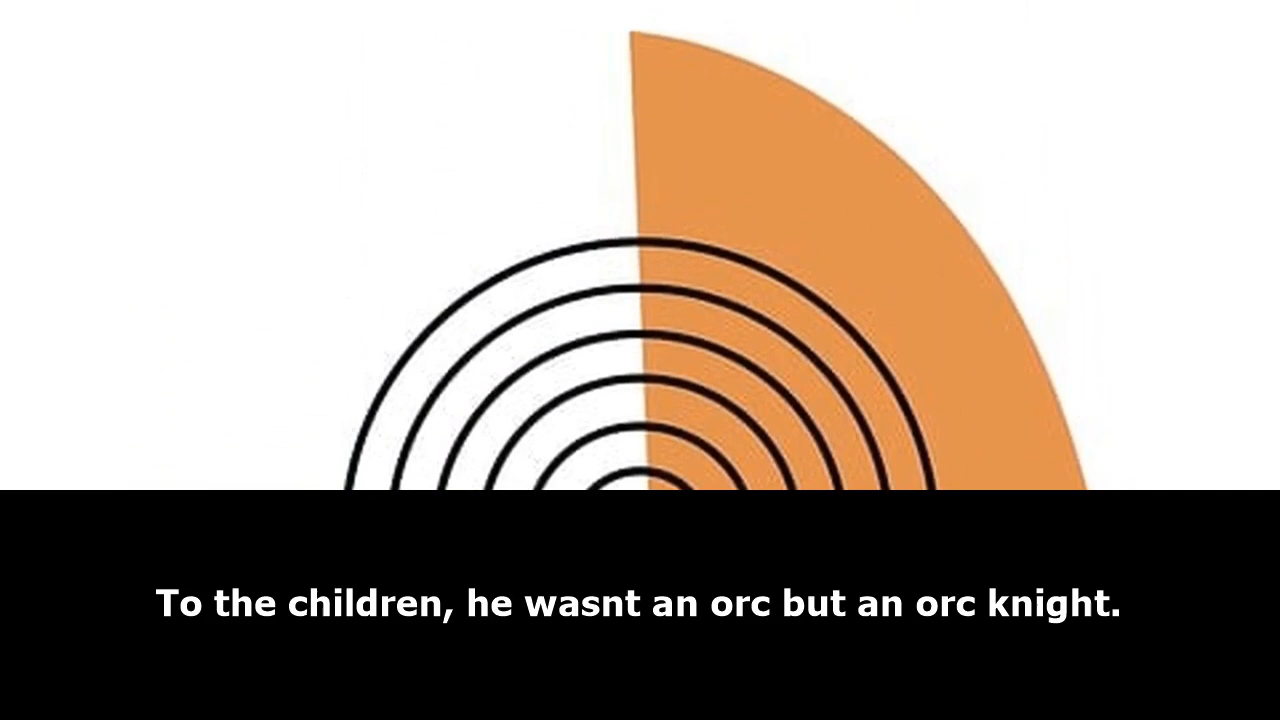 To the children, he wasnt an orc but an orc knight.